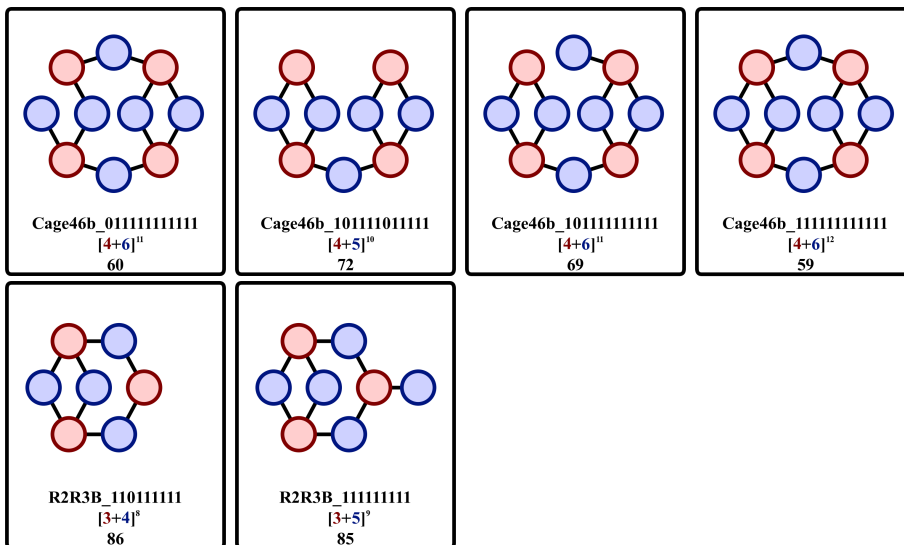 Cage46b_011111111111
[4+6]¹¹
60
Cage46b_101111011111
[4+5]¹⁰
72
Cage46b_101111111111
[4+6]¹¹
69
Cage46b_111111111111
[4+6]¹²
59
R2R3B_110111111
[3+4]⁸
86
R2R3B_111111111
[3+5]⁹
85